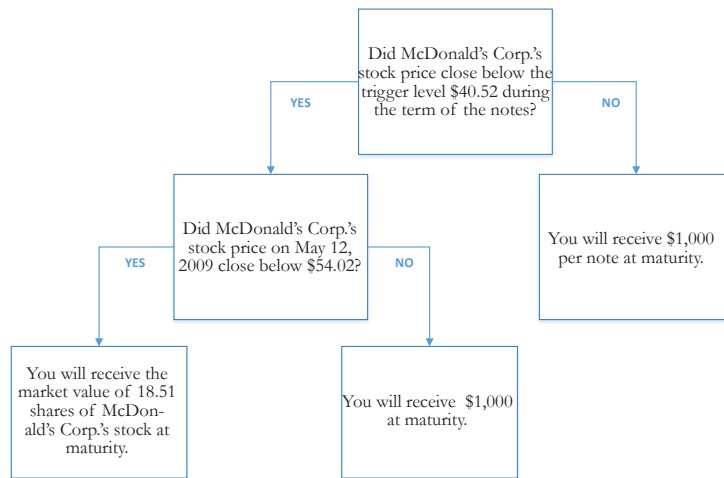 Did McDonald's Corp.'s
stock price close below the
trigger level $40.52 during
the term of the notes?
YES
NO
Did McDonald's Corp.'s
stock price on May 12,
2009 close below $54.02?
You will receive $1,000
per note at maturity.
YES
NO
You will receive the
market value of 18.51
shares of McDon-
ald's Corp.'s stock at
maturity.
You will receive $1,000
at maturity.